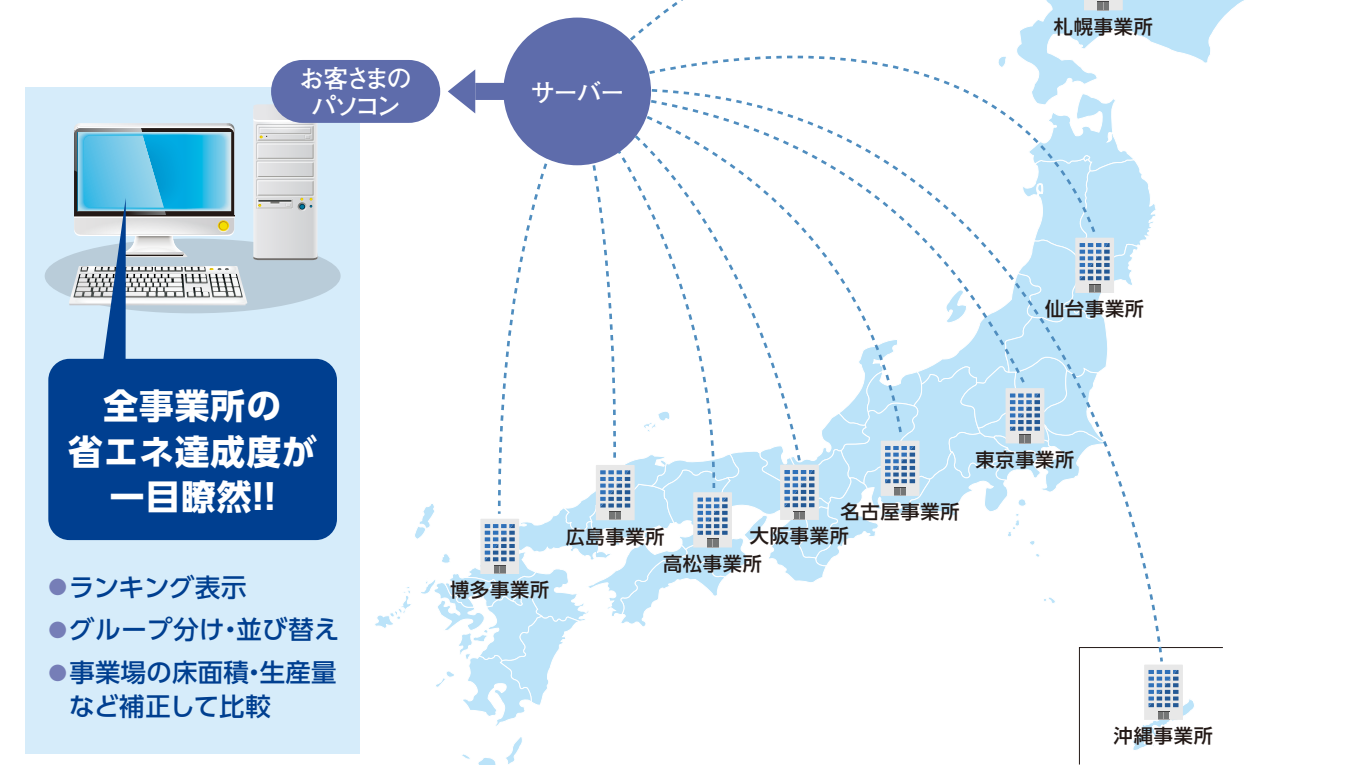 札幌事業所
お客さまの
パソコン
サーバー
仙台事業所
全事業所の
省エネ達成度が
一目瞭然!!
東京事業所
名古屋事業所
大阪事業所
広島事業所
高松事業所
博多事業所
●ランキング表示
●グループ分け・並び替え
●事業場の床面積・生産量
など補正して比較
沖縄事業所